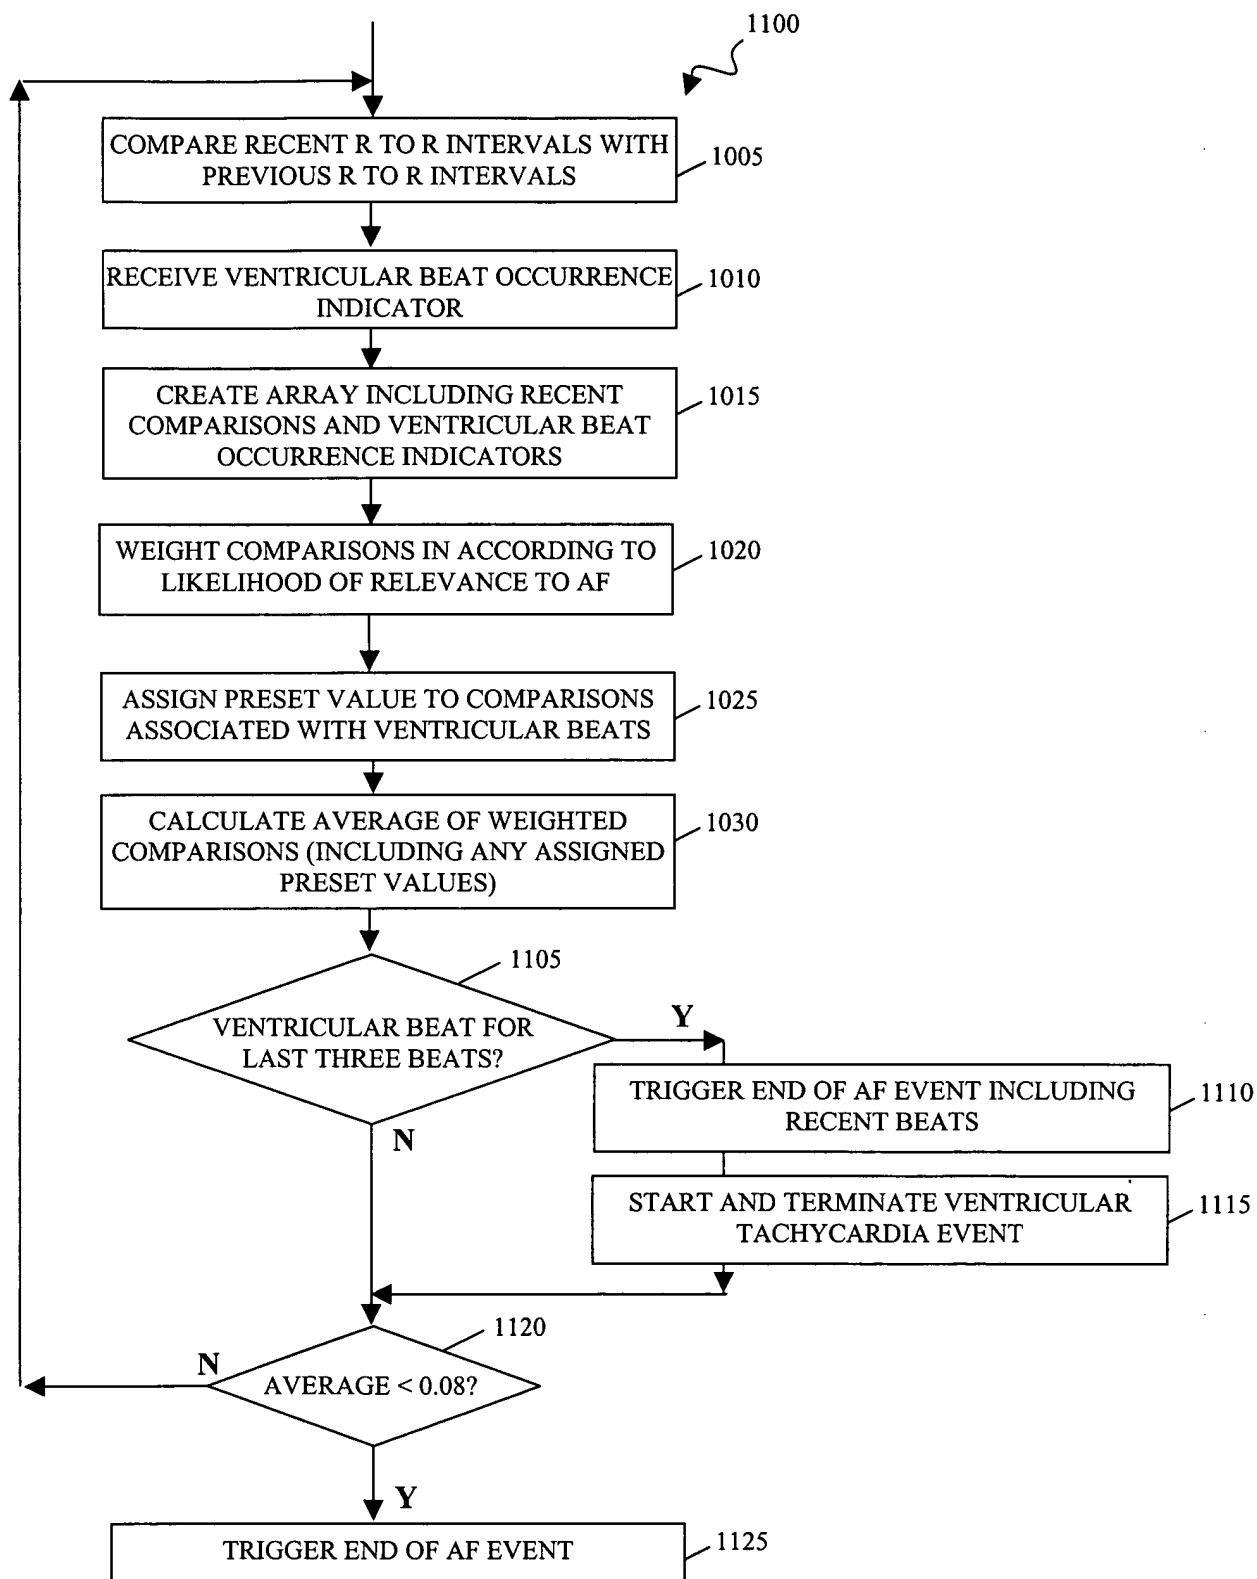 1100
COMPARE RECENT R TO R INTERVALS WITH
PREVIOUS R TO R INTERVALS
1005
RECEIVE VENTRICULAR BEAT OCCURRENCE
INDICATOR
1010
CREATE ARRAY INCLUDING RECENT
COMPARISONS AND VENTRICULAR BEAT
OCCURRENCE INDICATORS
1015
WEIGHT COMPARISONS IN ACCORDING TO
LIKELIHOOD OF RELEVANCE TO AF
1020
ASSIGN PRESET VALUE TO COMPARISONS
ASSOCIATED WITH VENTRICULAR BEATS
1025
CALCULATE AVERAGE OF WEIGHTED
COMPARISONS (INCLUDING ANY ASSIGNED
PRESET VALUES)
1030
1105
VENTRICULAR BEAT FOR
LAST THREE BEATS?
Y
N
TRIGGER END OF AF EVENT INCLUDING
RECENT BEATS
1110
START AND TERMINATE VENTRICULAR
TACHYCARDIA EVENT
1115
1120
N
AVERAGE < 0.08?
Y
TRIGGER END OF AF EVENT
1125